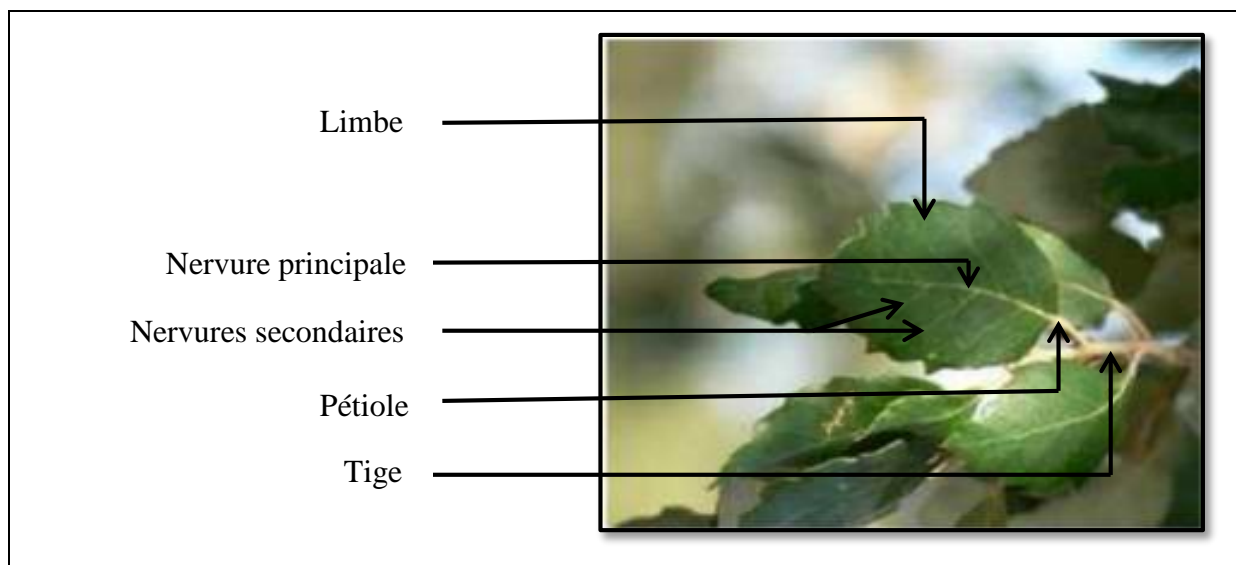 Limbe
Nervure principale
Nervures secondaires
Pétiole
Tige